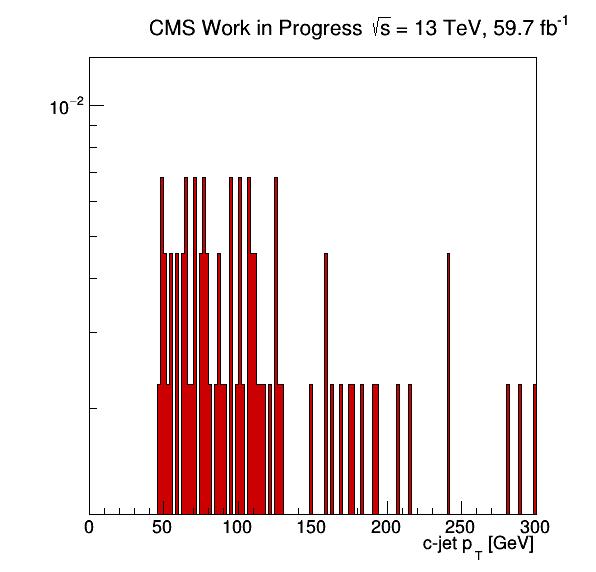 CMS Work in Progress √s = 13 TeV, 59.7 fb⁻¹
10⁻²
0 50 100 150 200 250 300
c-jet p_T [GeV]